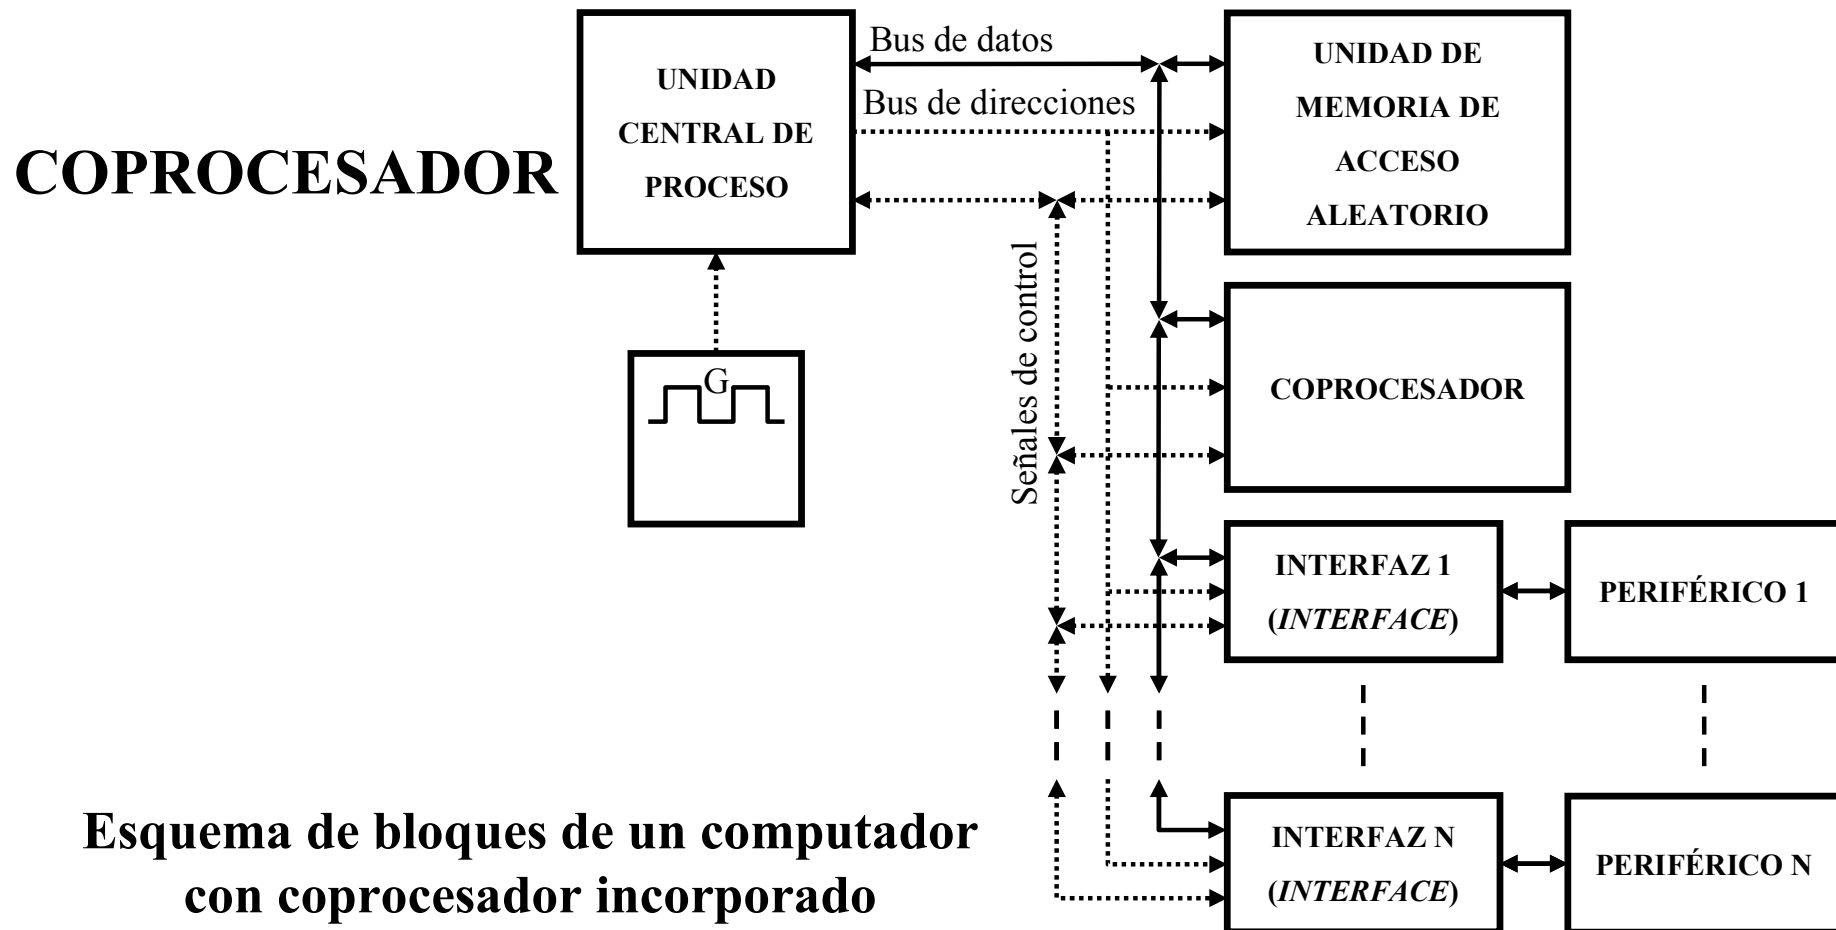 COPROCESADOR
UNIDAD
CENTRAL DE
PROCESO
Bus de datos
Bus de direcciones
Señales de control
G
UNIDAD DE
MEMORIA DE
ACCESO
ALEATORIO
COPROCESADOR
INTERFAZ 1
(INTERFACE)
PERIFÉRICO 1
INTERFAZ N
(INTERFACE)
PERIFÉRICO N
Esquema de bloques de un computador
con coprocesador incorporado